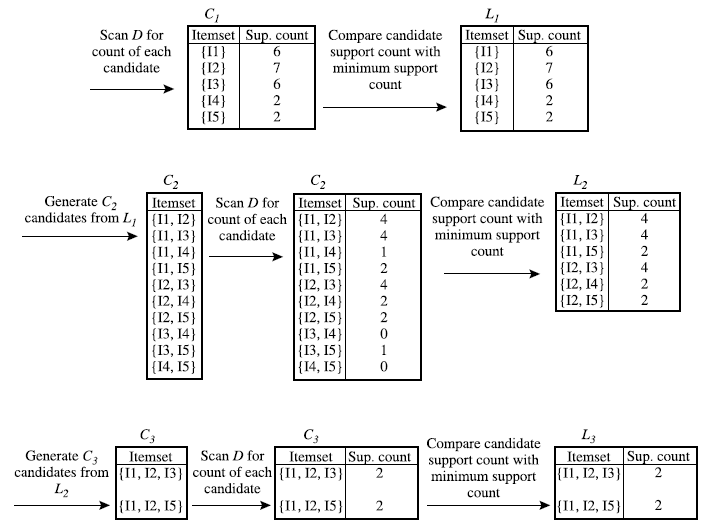 C1
L1
Scan D for
count of each
candidate
Itemset Sup. count
{I1} 6
{I2} 7
{I3} 6
{I4} 2
{I5} 2
Compare candidate
support count with
minimum support
count
Itemset Sup. count
{I1} 6
{I2} 7
{I3} 6
{I4} 2
{I5} 2
C2
C2
L2
Generate C2
candidates from L1
Itemset
{I1, I2}
{I1, I3}
{I1, I4}
{I1, I5}
{I2, I3}
{I2, I4}
{I2, I5}
{I3, I4}
{I3, I5}
{I4, I5}
Scan D for
count of each
candidate
Itemset Sup. count
{I1, I2} 4
{I1, I3} 4
{I1, I4} 1
{I1, I5} 2
{I2, I3} 4
{I2, I4} 2
{I2, I5} 2
{I3, I4} 0
{I3, I5} 1
{I4, I5} 0
Compare candidate
support count with
minimum support
count
Itemset Sup. count
{I1, I2} 4
{I1, I3} 4
{I1, I5} 2
{I2, I3} 4
{I2, I4} 2
{I2, I5} 2
C3
C3
L3
Generate C3
candidates from
L2
Itemset
{I1, I2, I3}
{I1, I2, I5}
Scan D for
count of each
candidate
Itemset Sup. count
{I1, I2, I3} 2
{I1, I2, I5} 2
Compare candidate
support count with
minimum support
count
Itemset Sup. count
{I1, I2, I3} 2
{I1, I2, I5} 2